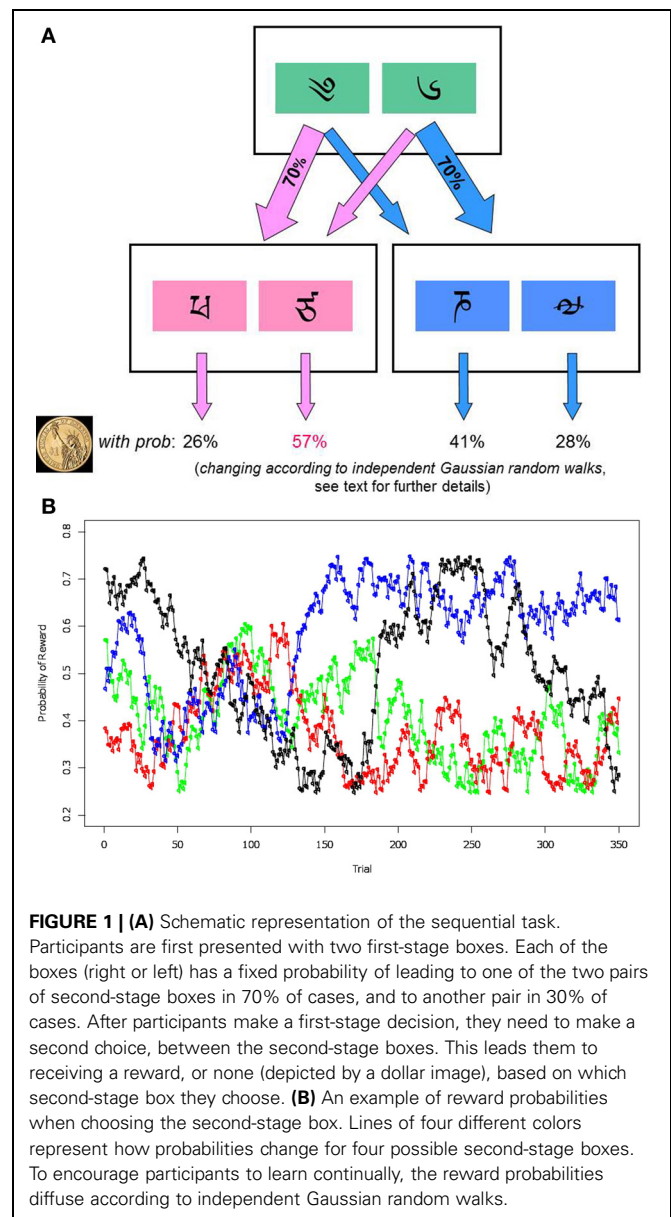 A
70%
70%
with prob: 26% 57% 41% 28%
(changing according to independent Gaussian random walks,
see text for further details)
B
0.8
0.7
0.6
0.5
0.4
0.3
0.2
Probability of Reward
0 50 100 150 200 250 300 350
Trial
FIGURE 1 | (A) Schematic representation of the sequential task.
Participants are first presented with two first-stage boxes. Each of the
boxes (right or left) has a fixed probability of leading to one of the two pairs
of second-stage boxes in 70% of cases, and to another pair in 30% of
cases. After participants make a first-stage decision, they need to make a
second choice, between the second-stage boxes. This leads them to
receiving a reward, or none (depicted by a dollar image), based on which
second-stage box they choose. (B) An example of reward probabilities
when choosing the second-stage box. Lines of four different colors
represent how probabilities change for four possible second-stage boxes.
To encourage participants to learn continually, the reward probabilities
diffuse according to independent Gaussian random walks.